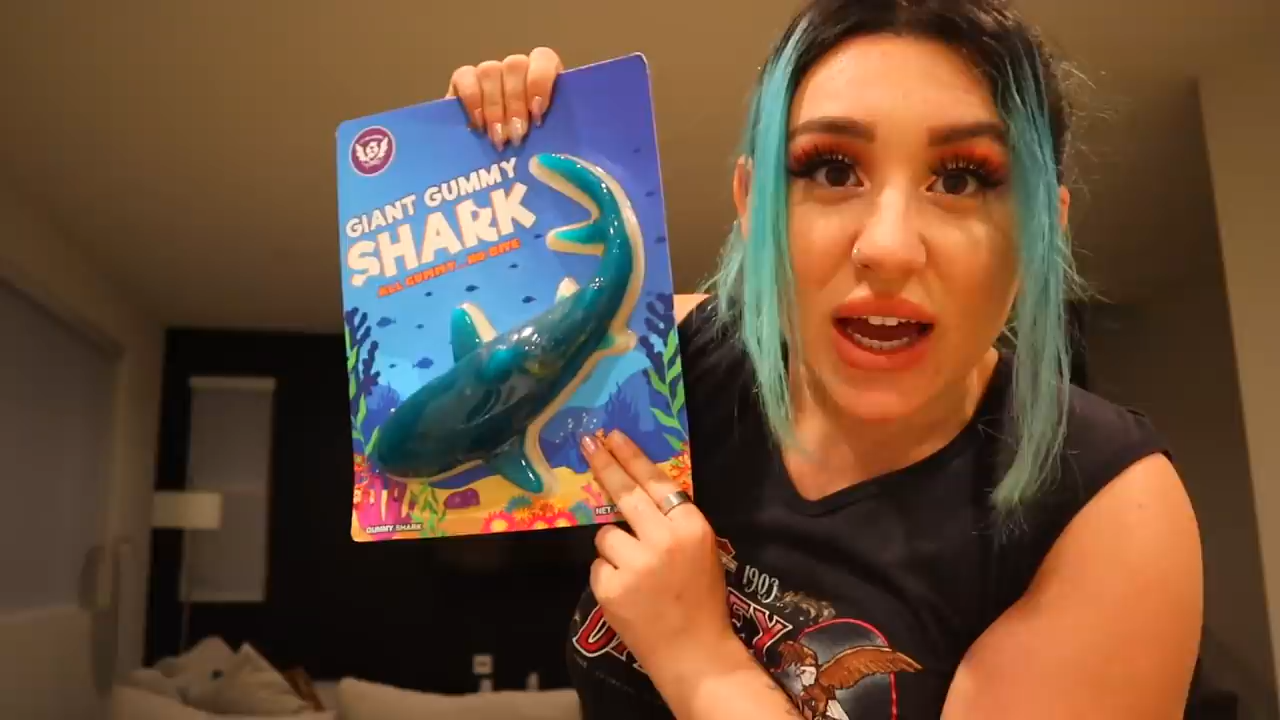 GIANT GUMMY
SHARK
ALL GUMMY...NO BITE
GUMMY SHARK
NET
1903